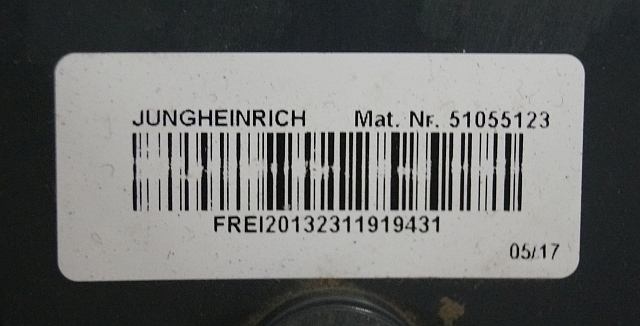 JUNGHEINRICH Mat. Nr. 51055123
FREI20132311919431
05/17